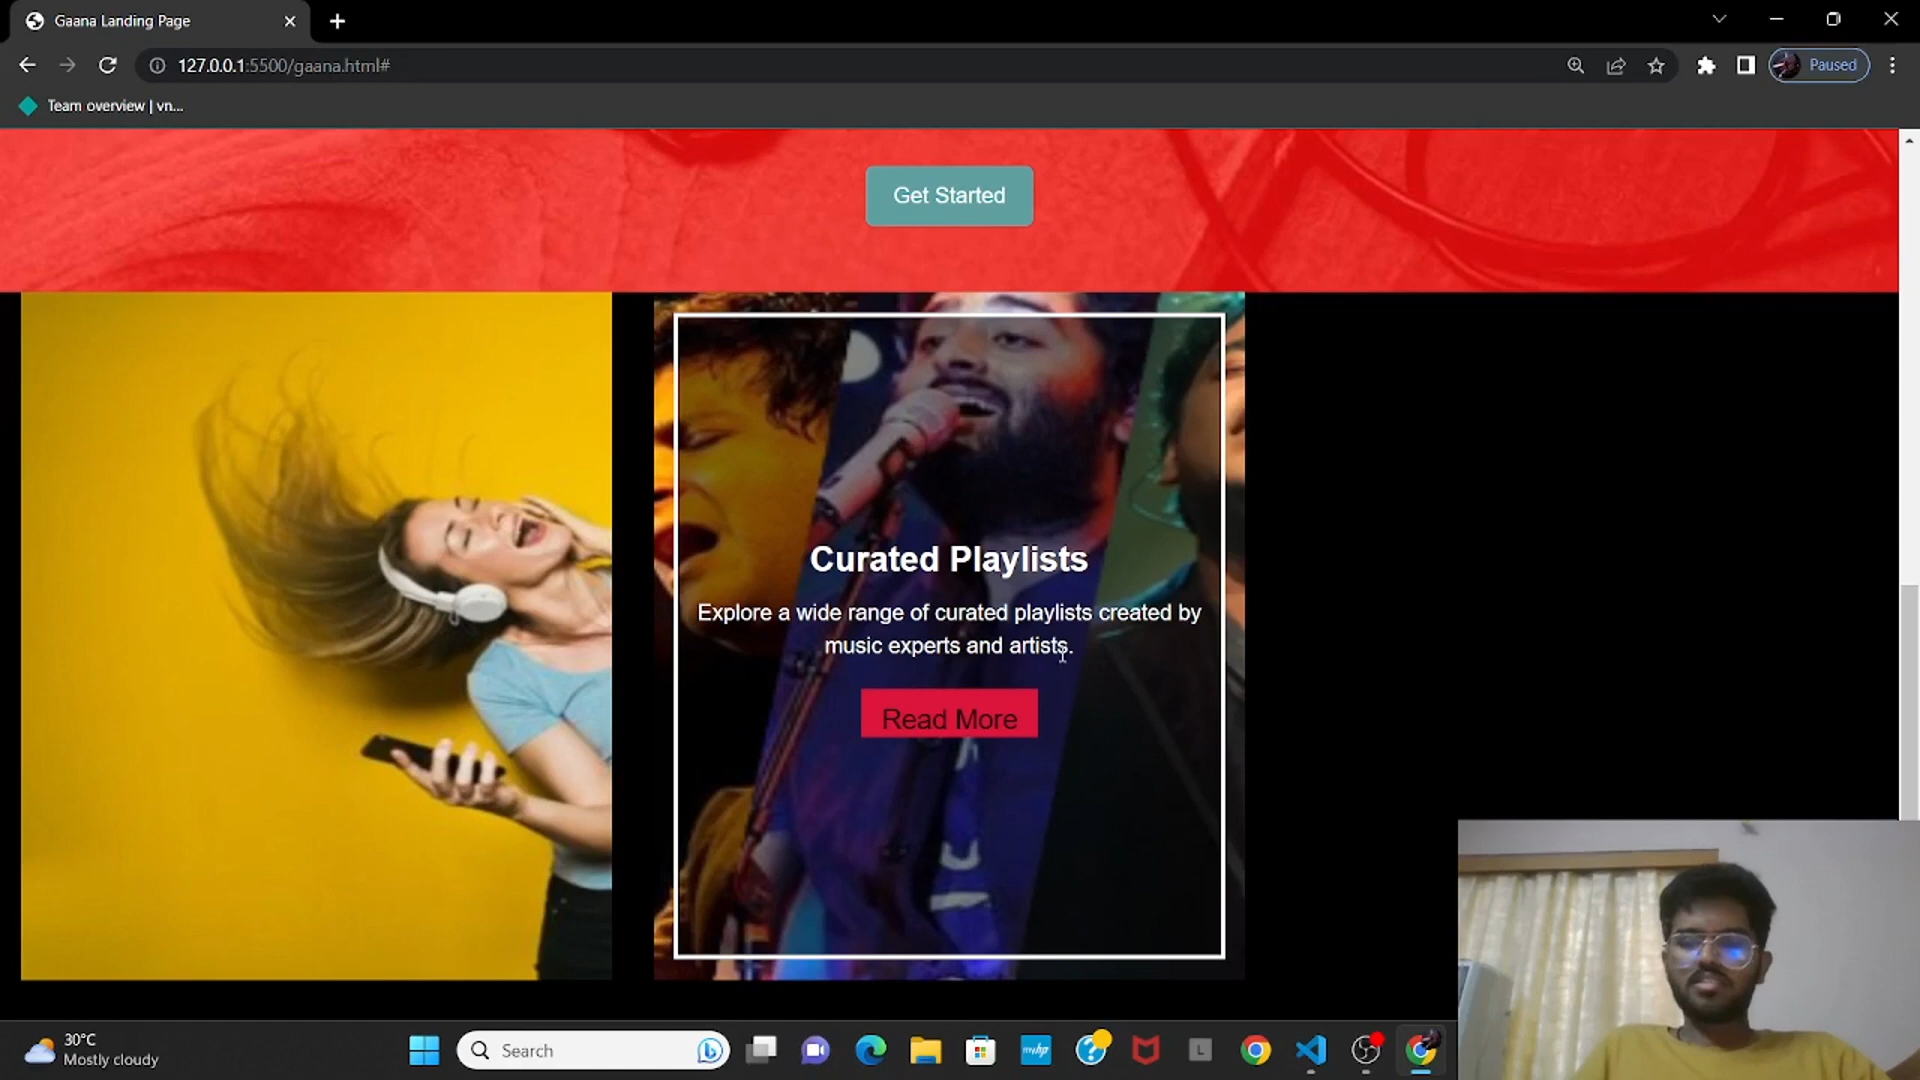 Gaana Landing Page
127.0.0.1:5500/gaana.html#
Paused
Team overview | vn...
Get Started
Curated Playlists
Explore a wide range of curated playlists created by
music experts and artists.
Read More
30°C
Mostly cloudy
Search
myhp
L